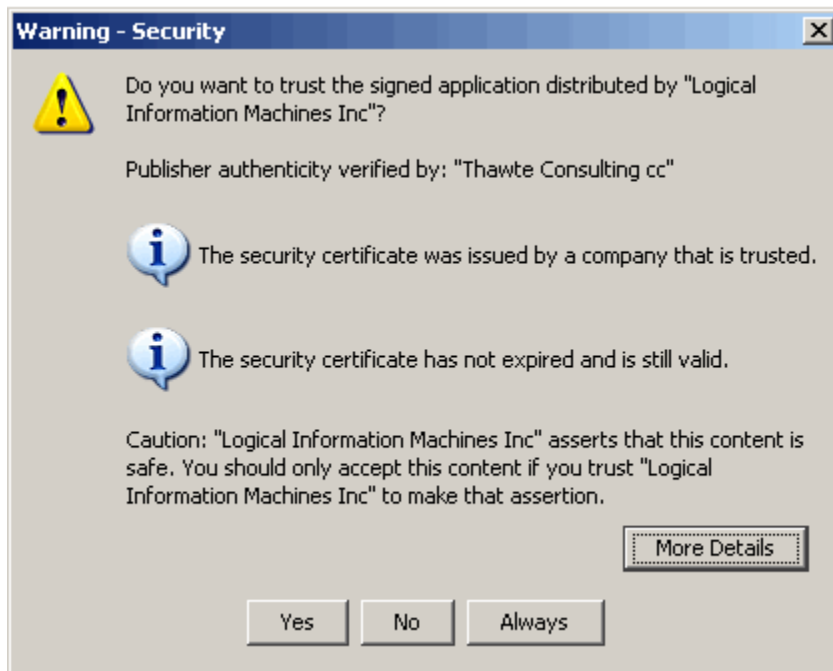 Warning - Security
Do you want to trust the signed application distributed by "Logical
Information Machines Inc"?
Publisher authenticity verified by: "Thawte Consulting cc"
The security certificate was issued by a company that is trusted.
The security certificate has not expired and is still valid.
Caution: "Logical Information Machines Inc" asserts that this content is
safe. You should only accept this content if you trust "Logical
Information Machines Inc" to make that assertion.
More Details
Yes No Always